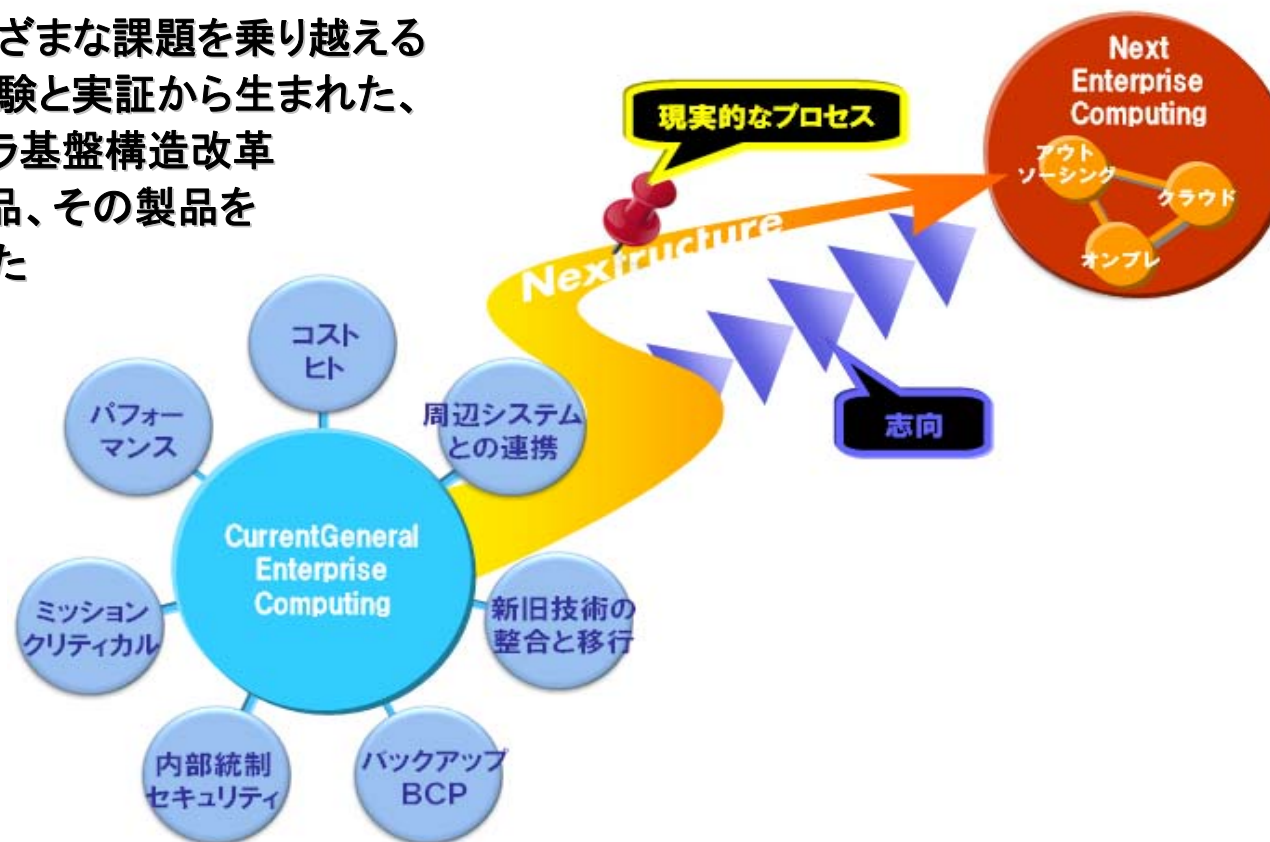 ざまな課題を乗り越える
験と実証から生まれた、
ラ基盤構造改革
品、その製品を
た
Next
Enterprise
Computing
アウト
ソーシング
クラウド
オンプレ
現実的なプロセス
Nextructure
志向
コスト
ヒト
パフォー
マンス
周辺システム
との連携
CurrentGeneral
Enterprise
Computing
ミッション
クリティカル
新旧技術の
整合と移行
内部統制
セキュリティ
バックアップ
BCP